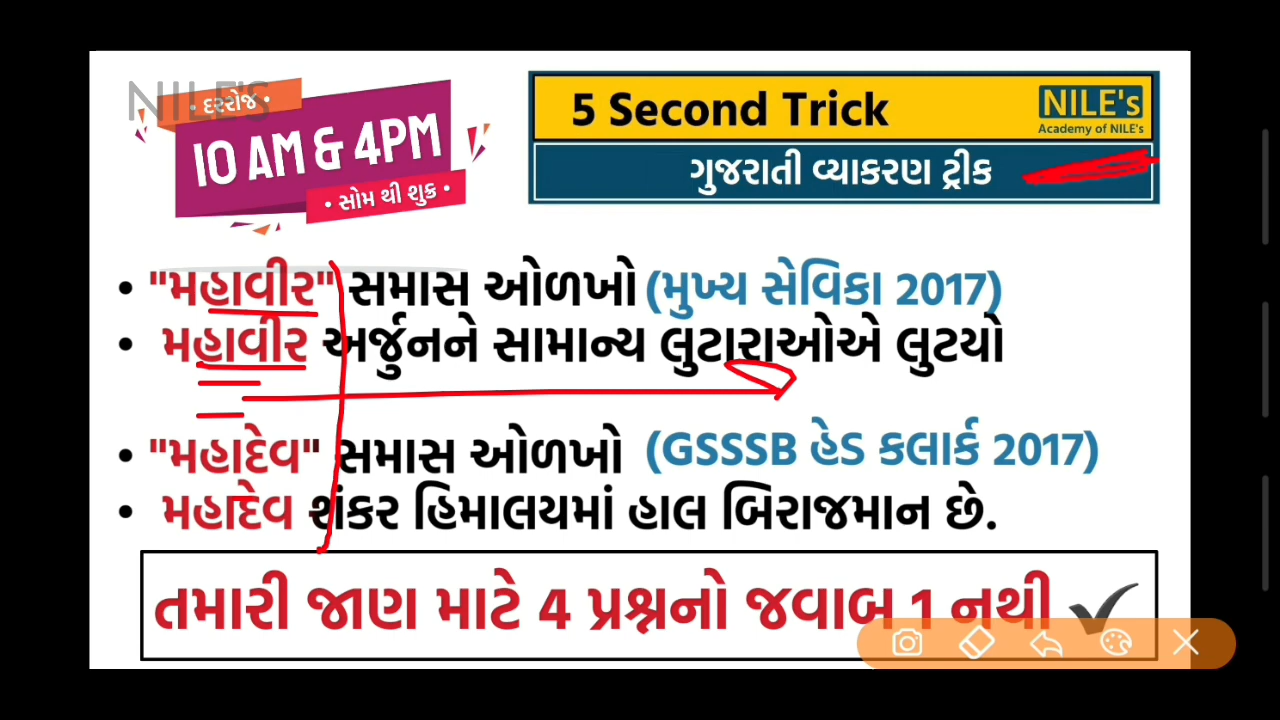 NILE'S
• દરરોજ •
10 AM & 4PM
• સોમ થી શુક્ર •
5 Second Trick
NILE's
Academy of NILE's
ગુજરાતી વ્યાકરણ ટ્રીક
• "મહાવીર" સમાસ ઓળખો (મુખ્ય સેવિકા 2017)
• મહાવીર અર્જુનને સામાન્ય લુટારાઓએ લુટયો
• "મહાદેવ" સમાસ ઓળખો (GSSSB હેડ કલાર્ક 2017)
• મહાદેવ શંકર હિમાલયમાં હાલ બિરાજમાન છે.
તમારી જાણ માટે 4 પ્રશ્નનો જવાબ 1 નથી